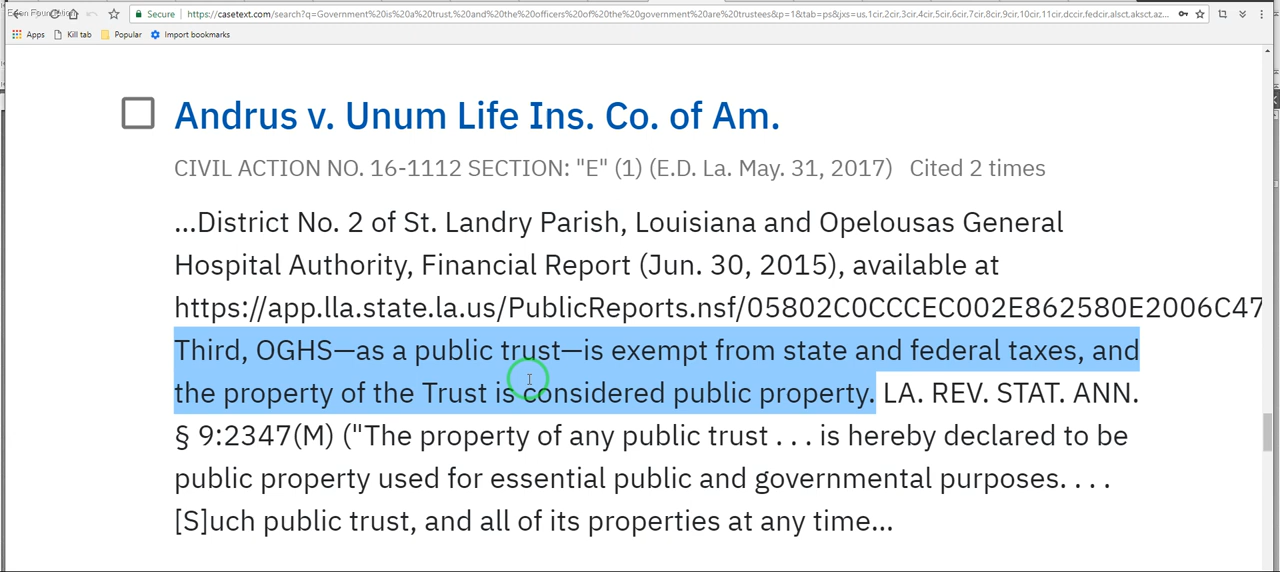 Secure https://casetext.com/search?q=Government%20is%20a%20trust,%20and%20the%20officers%20of%20the%20government%20are%20trustees&p=1&tab=ps&jxs=us,1cir,2cir,3cir,4cir,5cir,6cir,7cir,8cir,9cir,10cir,11cir,dccir,fedcir,alsct,aksct,az...
Apps Kill tab Popular Import bookmarks
Andrus v. Unum Life Ins. Co. of Am.
CIVIL ACTION NO. 16-1112 SECTION: "E" (1) (E.D. La. May. 31, 2017) Cited 2 times
...District No. 2 of St. Landry Parish, Louisiana and Opelousas General
Hospital Authority, Financial Report (Jun. 30, 2015), available at
https://app.lla.state.la.us/PublicReports.nsf/05802C0CCCEC002E862580E2006C47
Third, OGHS—as a public trust—is exempt from state and federal taxes, and
the property of the Trust is considered public property. LA. REV. STAT. ANN.
§ 9:2347(M) ("The property of any public trust . . . is hereby declared to be
public property used for essential public and governmental purposes. . . .
[S]uch public trust, and all of its properties at any time...